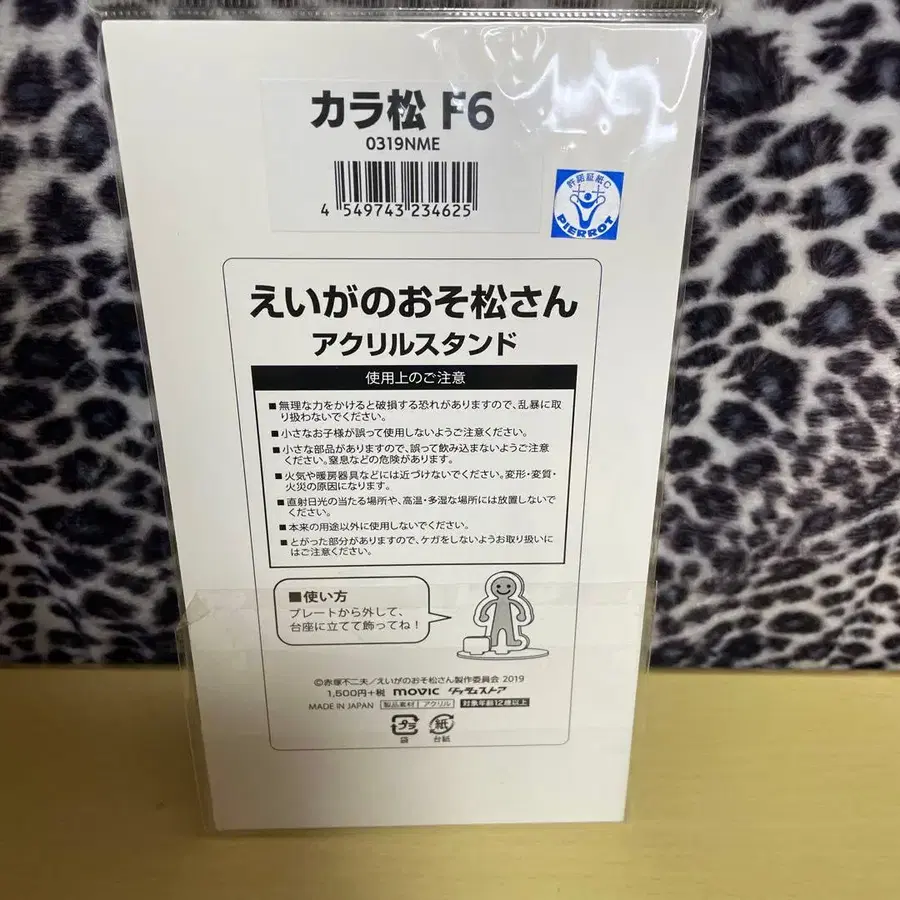 カラ松 F6
0319NME
4 549743 234625
許諾証紙C
PIERROT
えいがのおそ松さん
アクリルスタンド
使用上のご注意
■無理な力をかけると破損する恐れがありますので、乱暴に取
り扱わないでください。
■小さなお子様が誤って使用しないようご注意ください。
■小さな部品がありますので、誤って飲み込まないようご注意
ください。窒息などの危険があります。
■火気や暖房器具などには近づけないでください。変形・変質・
火災の原因になります。
■直射日光の当たる場所や、高温・多湿な場所には放置しないで
ください。
■本来の用途以外に使用しないでください。
■とがった部分がありますので、ケガをしないようお取り扱いに
はご注意ください。
■使い方
プレートから外して、
台座に立てて飾ってね!
©赤塚不二夫/えいがのおそ松さん製作委員会 2019
1,500円+税 movic ダヨーンストア
MADE IN JAPAN 製品素材 アクリル 対象年齢12歳以上
プラ 紙
袋 台紙